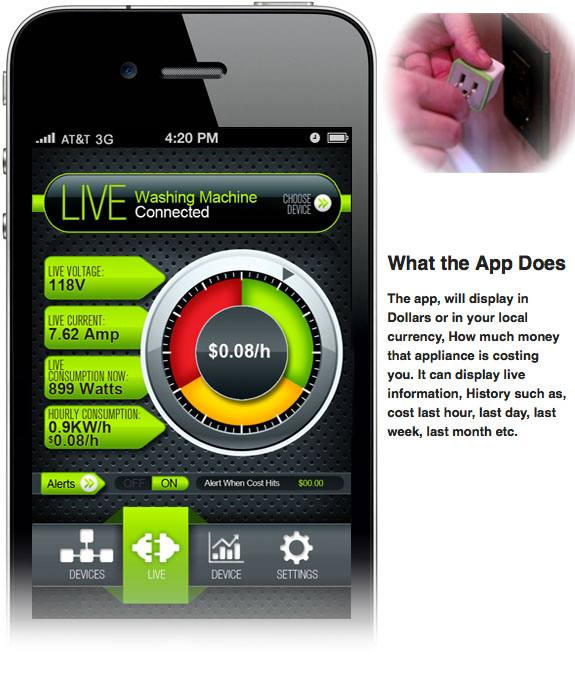 AT&T 3G 4:20 PM
LIVE Washing Machine
Connected
CHOOSE
DEVICE
LIVE VOLTAGE:
118V
LIVE CURRENT:
7.62 Amp
LIVE
CONSUMPTION NOW:
899 Watts
HOURLY CONSUMPTION:
0.9KW/h
$0.08/h
$0.08/h
Alerts OFF ON Alert When Cost Hits $00.00
DEVICES LIVE DEVICE SETTINGS
What the App Does
The app, will display in
Dollars or in your local
currency, How much money
that appliance is costing
you. It can display live
information, History such as,
cost last hour, last day, last
week, last month etc.